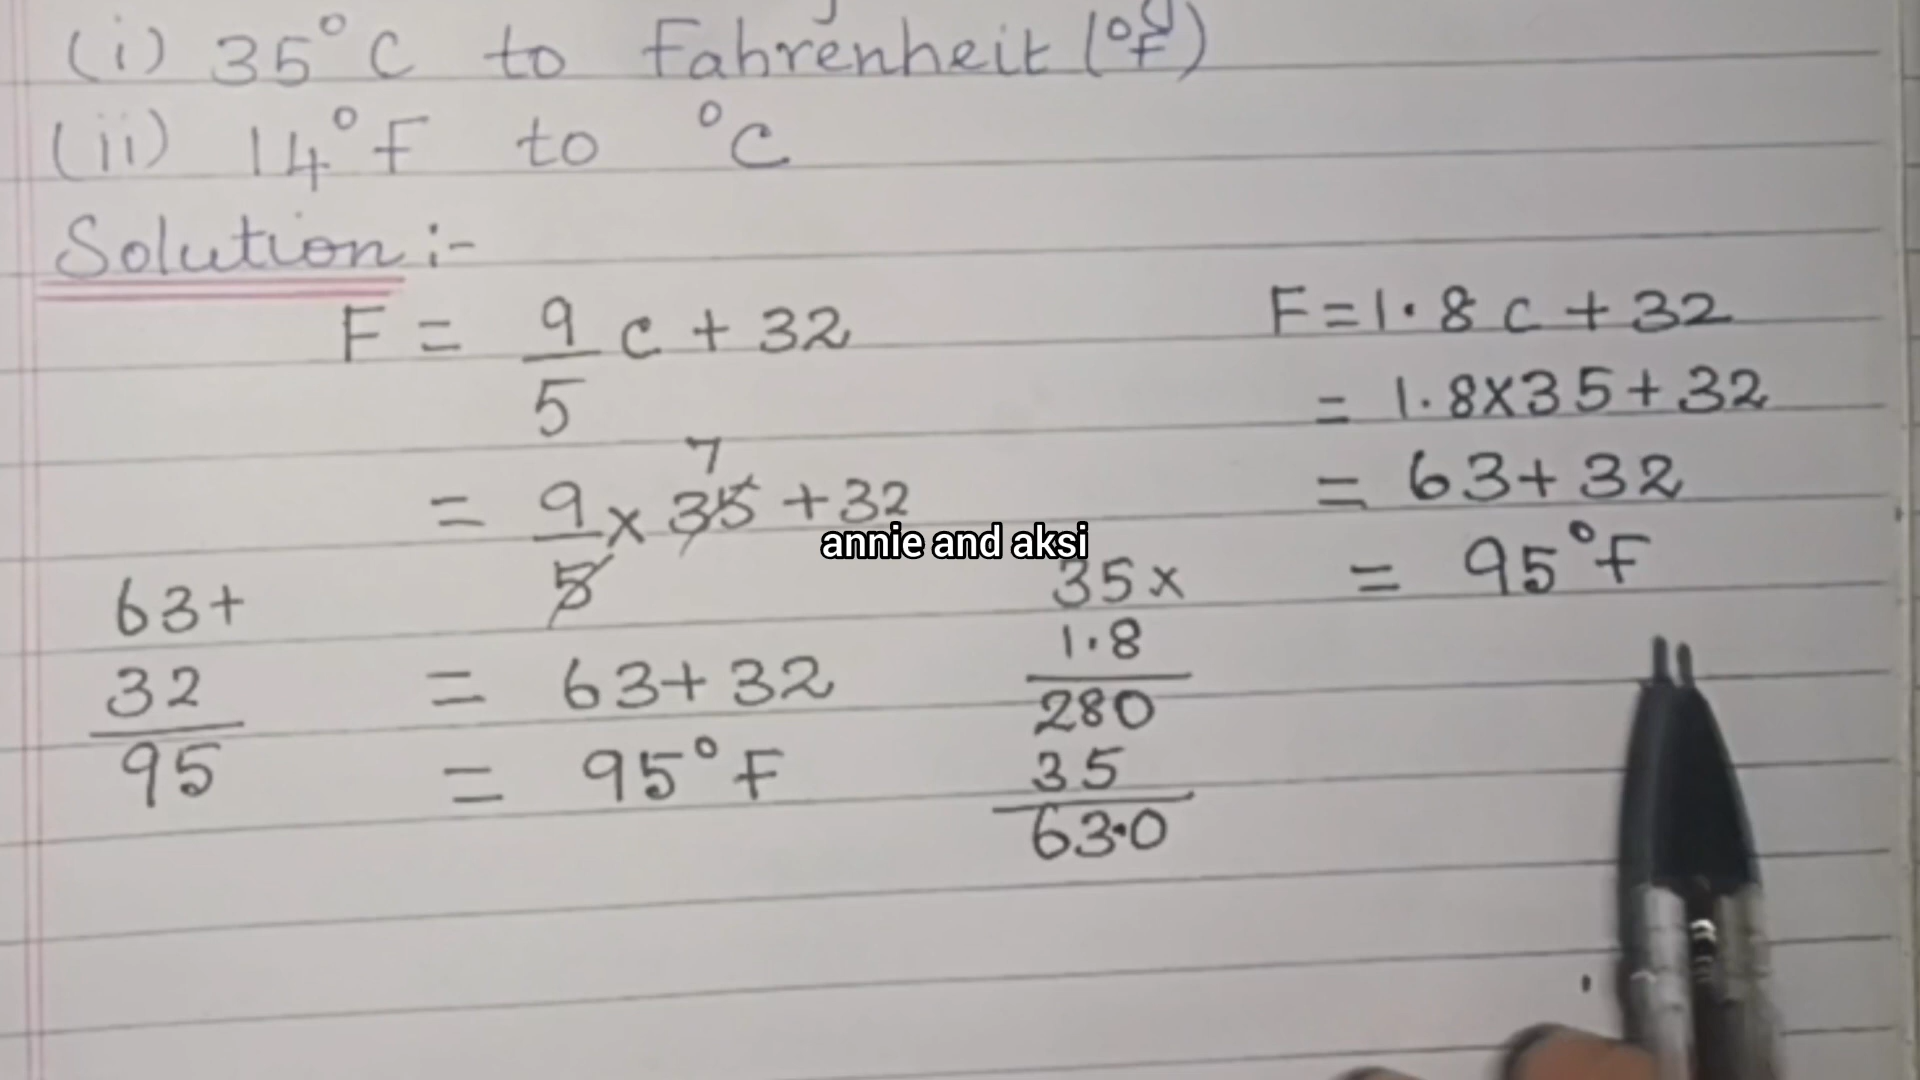 (i) 35°C to Fahrenheit (°F)
(ii) 14°F to °C
Solution :-
F = 9/5 C + 32
= 9/5 × 35 + 32
7
= 63 + 32
= 95°F
63+
32
95
35×
1.8
280
35
63.0
F = 1.8 C + 32
= 1.8×35+32
= 63+32
= 95°F
annie and aksi